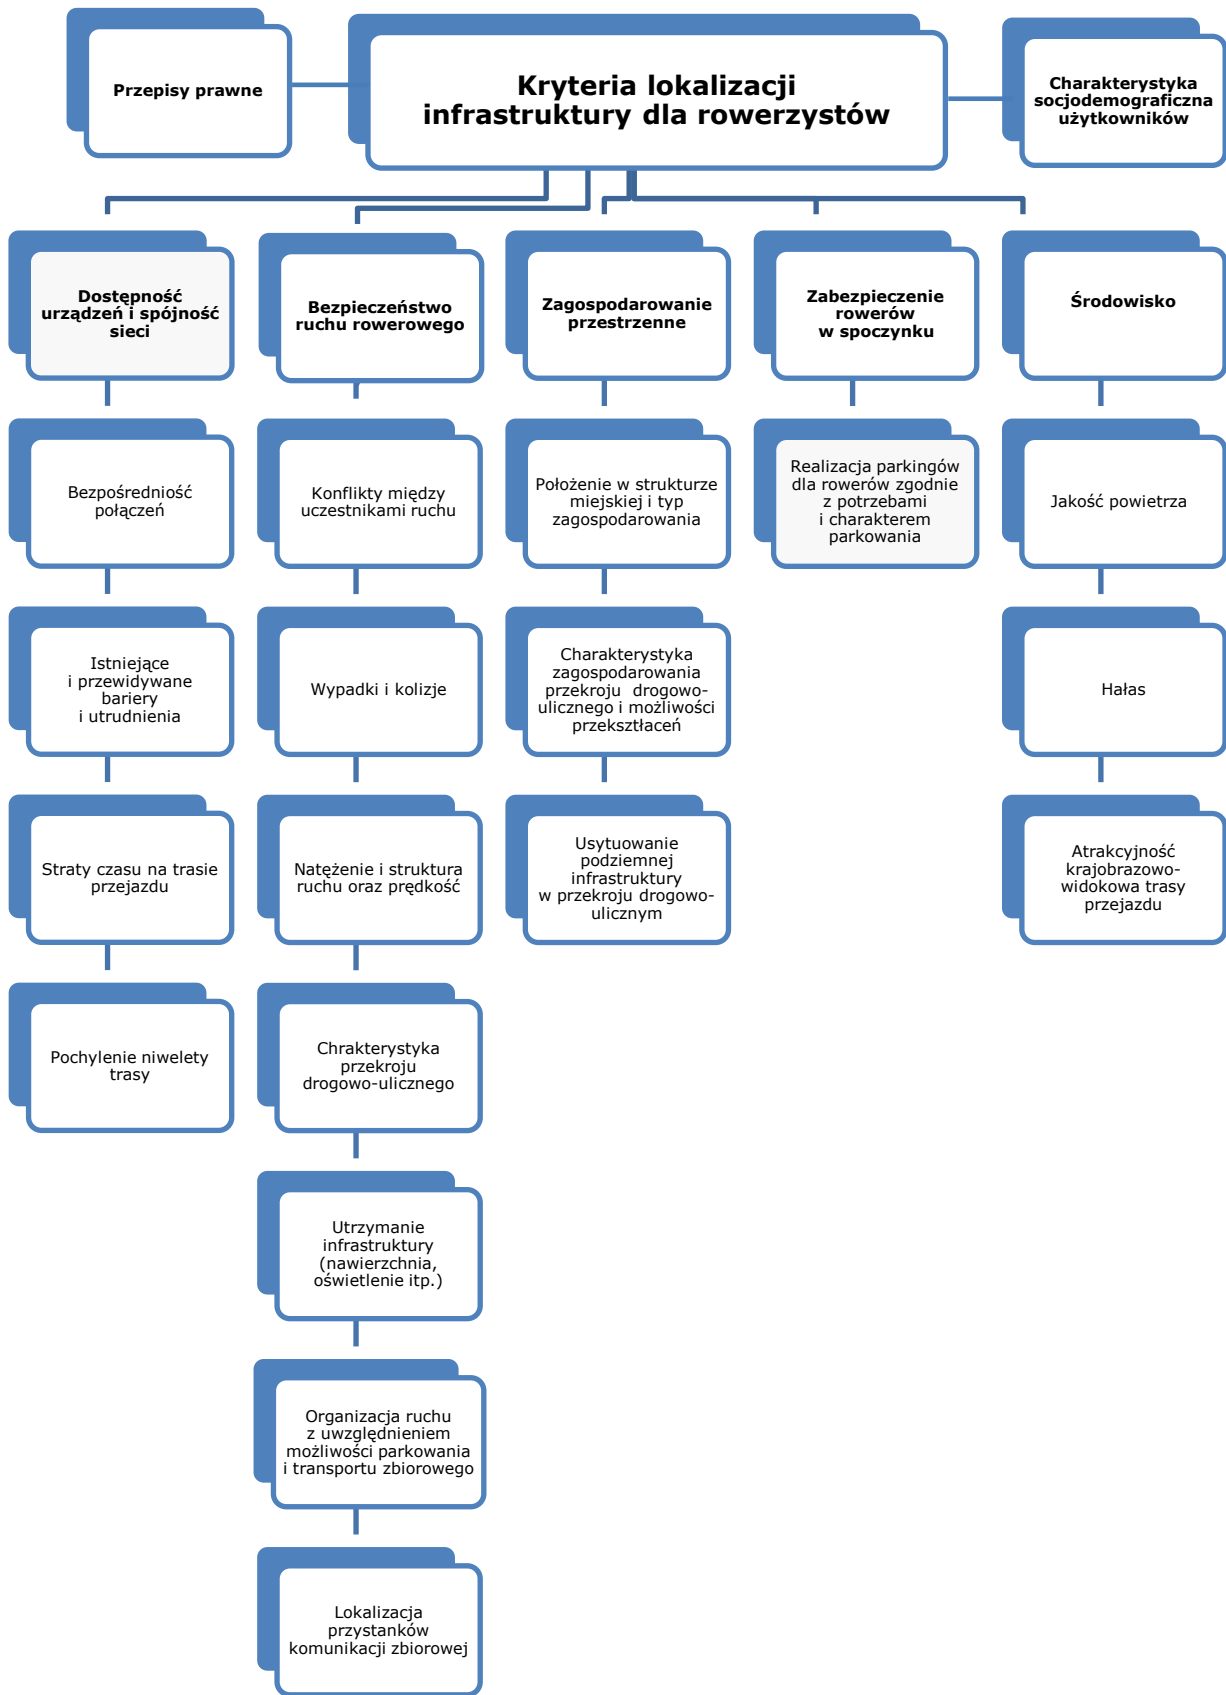 Przepisy prawne
Kryteria lokalizacji
infrastruktury dla rowerzystów
Charakterystyka
socjodemograficzna
użytkowników
Dostępność
urządzeń i spójność
sieci
Bezpieczeństwo
ruchu rowerowego
Zagospodarowanie
przestrzenne
Zabezpieczenie
rowerów
w spoczynku
Środowisko
Bezpośredniość
połączeń
Konflikty między
uczestnikami ruchu
Położenie w strukturze
miejskiej i typ
zagospodarowania
Realizacja parkingów
dla rowerów zgodnie
z potrzebami
i charakterem
parkowania
Jakość powietrza
Istniejące
i przewidywane
bariery
i utrudnienia
Wypadki i kolizje
Charakterystyka
zagospodarowania
przekroju drogowo-
ulicznego i możliwości
przekształceń
Hałas
Straty czasu na trasie
przejazdu
Natężenie i struktura
ruchu oraz prędkość
Usytuowanie
podziemnej
infrastruktury
w przekroju drogowo-
ulicznym
Atrakcyjność
krajobrazowo-
widokowa trasy
przejazdu
Pochylenie niwelety
trasy
Chrakterystyka
przekroju
drogowo-ulicznego
Utrzymanie
infrastruktury
(nawierzchnia,
oświetlenie itp.)
Organizacja ruchu
z uwzględnieniem
możliwości parkowania
i transportu zbiorowego
Lokalizacja
przystanków
komunikacji zbiorowej